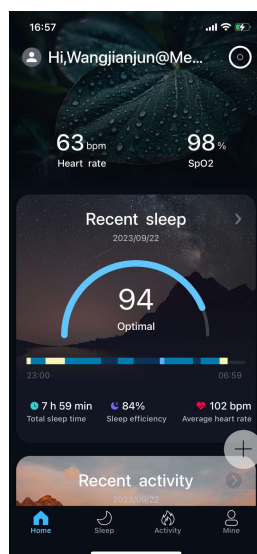 16:57
Hi,Wangjianjun@Me...
63 bpm 98 %
Heart rate SpO2
Recent sleep
2023/09/22
94
Optimal
23:00 06:59
7 h 59 min 84% 102 bpm
Total sleep time Sleep efficiency Average heart rate
Recent activity
2023/09/22
Home Sleep Activity Mine